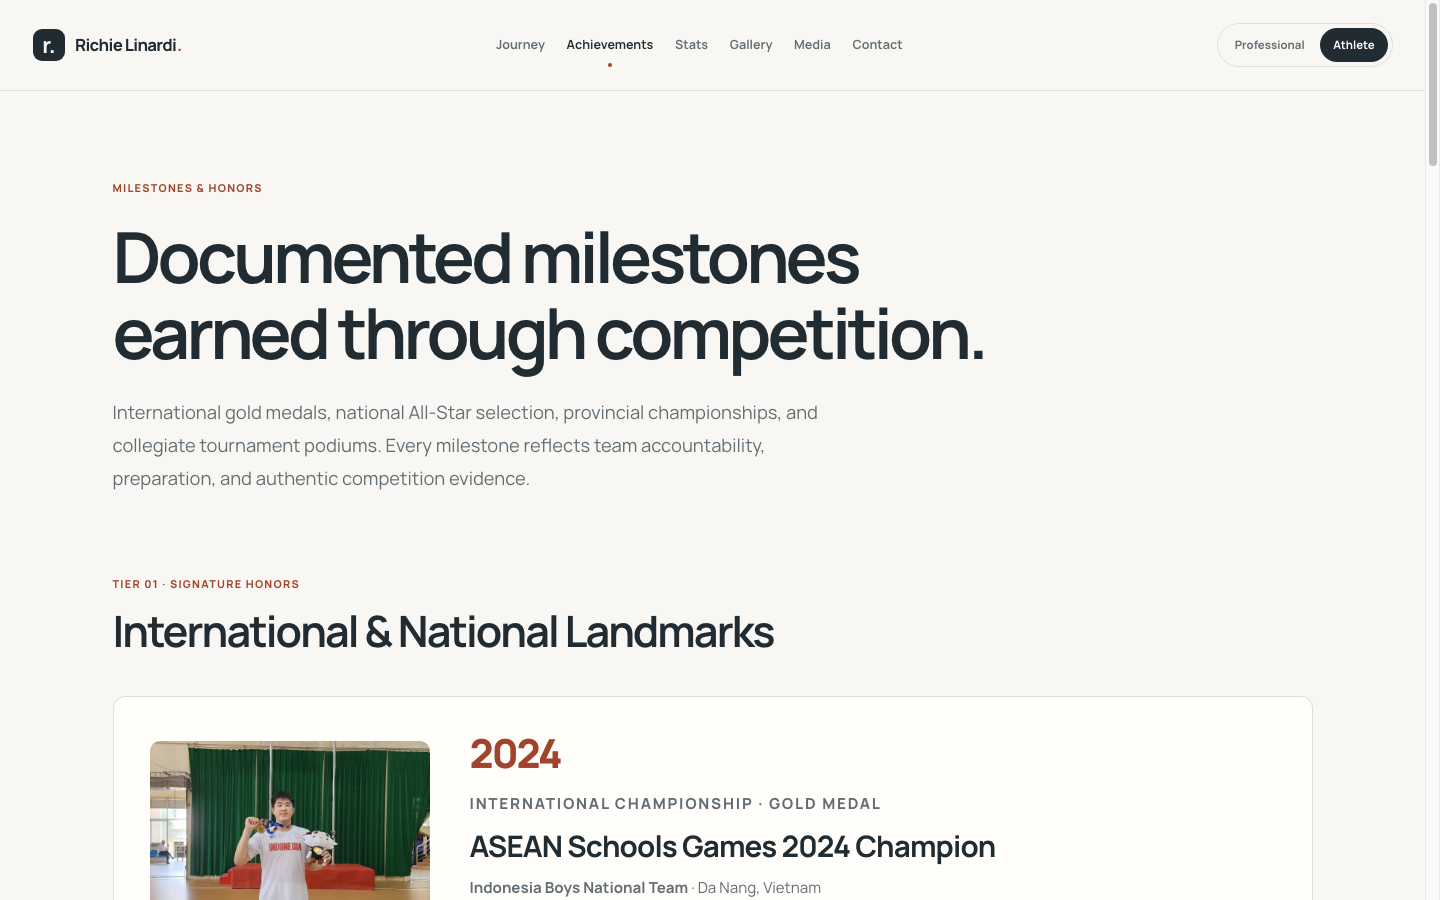 r.
Richie Linardi.
Journey
Achievements
Stats
Gallery
Media
Contact
Professional
Athlete
MILESTONES & HONORS
Documented milestones
earned through competition.
International gold medals, national All-Star selection, provincial championships, and
collegiate tournament podiums. Every milestone reflects team accountability,
preparation, and authentic competition evidence.
TIER 01 · SIGNATURE HONORS
International & National Landmarks
2024
INTERNATIONAL CHAMPIONSHIP · GOLD MEDAL
ASEAN Schools Games 2024 Champion
Indonesia Boys National Team · Da Nang, Vietnam
INDONESIA